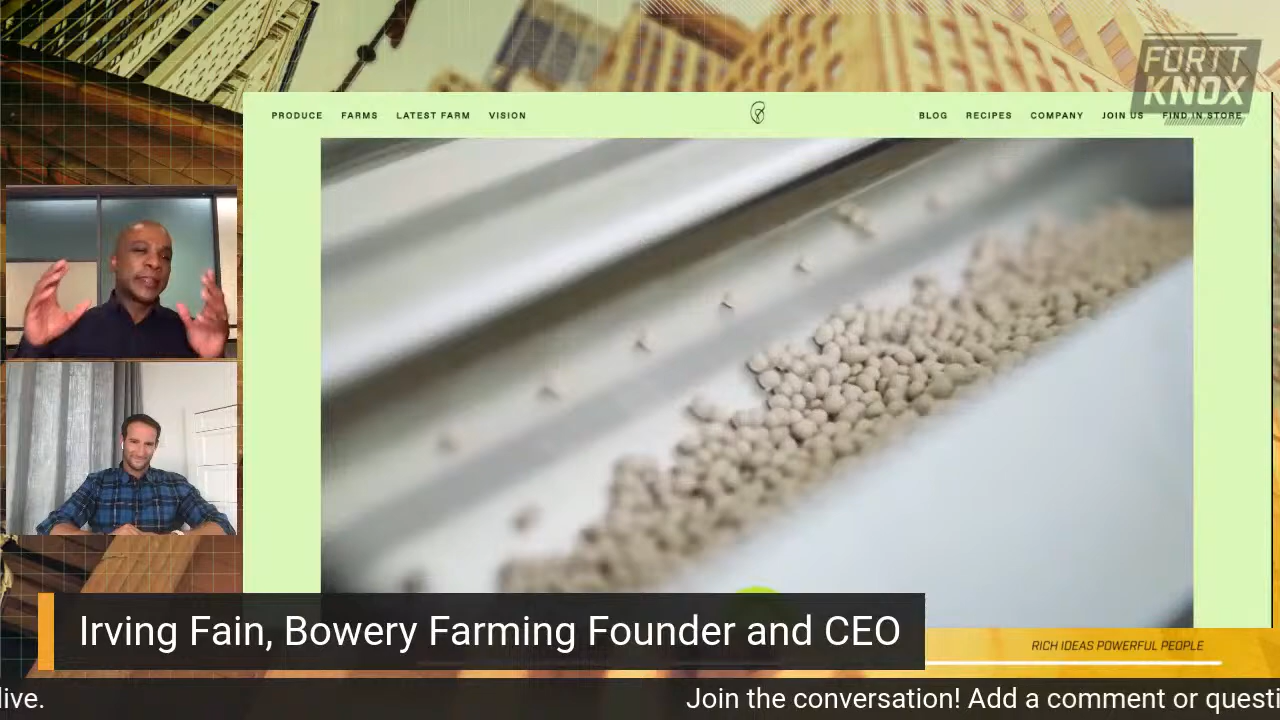 FORTT
KNOX
PRODUCE FARMS LATEST FARM VISION
BLOG RECIPES COMPANY JOIN US FIND IN STORE
Irving Fain, Bowery Farming Founder and CEO
RICH IDEAS POWERFUL PEOPLE
live. Join the conversation! Add a comment or questi